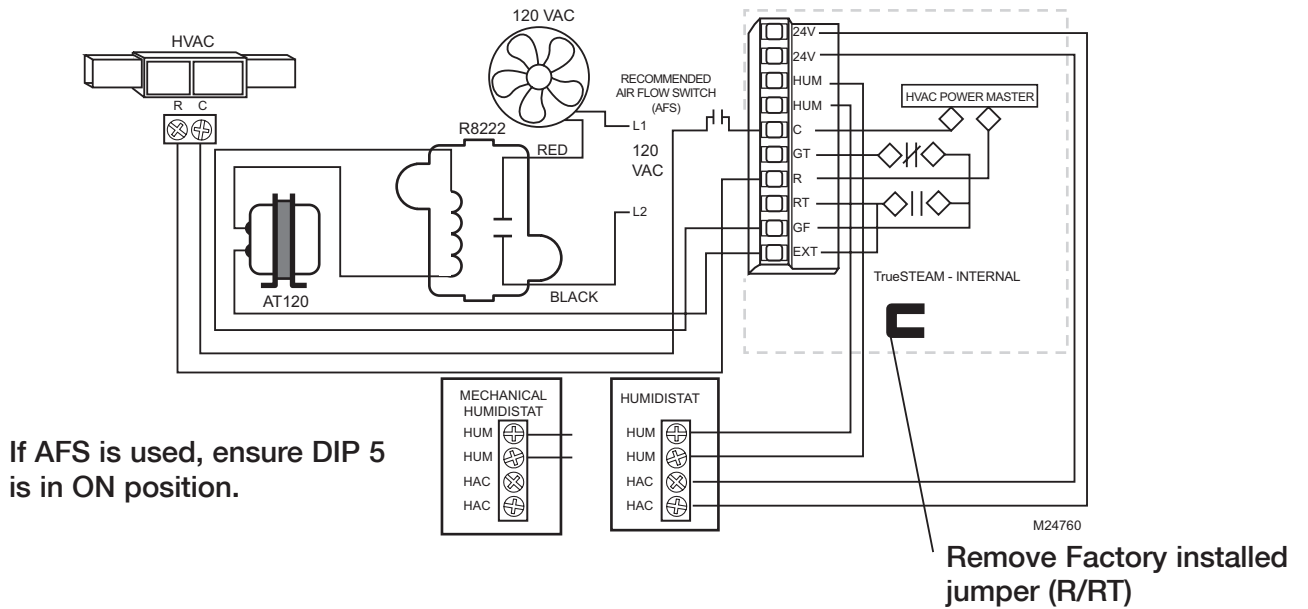 120 VAC
HVAC
R C
RECOMMENDED
AIR FLOW SWITCH
(AFS)
R8222
RED
L1
120
VAC
L2
BLACK
AT120
24V
24V
HUM
HUM
C
GT
R
RT
GF
EXT
HVAC POWER MASTER
TrueSTEAM - INTERNAL
MECHANICAL
HUMIDISTAT
HUM
HUM
HAC
HAC
HUMIDISTAT
HUM
HUM
HAC
HAC
If AFS is used, ensure DIP 5
is in ON position.
M24760
Remove Factory installed
jumper (R/RT)